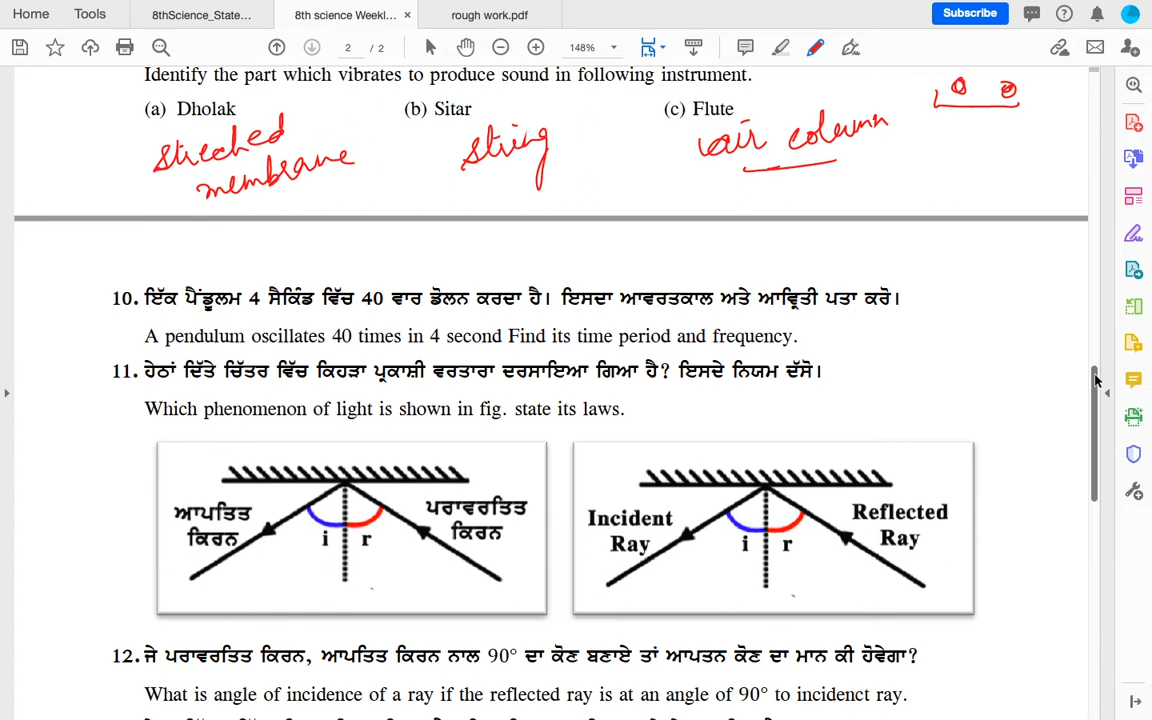 Home Tools 8thScience_State... 8th science Weekl... × rough work.pdf Subscribe
2 / 2 148%
Identify the part which vibrates to produce sound in following instrument.
(a) Dholak (b) Sitar (c) Flute
streched string air column
membrane
10. ਇੱਕ ਪੈਂਡੂਲਮ 4 ਸੈਕਿੰਡ ਵਿੱਚ 40 ਵਾਰ ਡੋਲਨ ਕਰਦਾ ਹੈ। ਇਸਦਾ ਆਵਰਤਕਾਲ ਅਤੇ ਆਵ੍ਰਿਤੀ ਪਤਾ ਕਰੋ।
A pendulum oscillates 40 times in 4 second Find its time period and frequency.
11. ਹੇਠਾਂ ਦਿੱਤੇ ਚਿੱਤਰ ਵਿੱਚ ਕਿਹੜਾ ਪ੍ਰਕਾਸ਼ੀ ਵਰਤਾਰਾ ਦਰਸਾਇਆ ਗਿਆ ਹੈ? ਇਸਦੇ ਨਿਯਮ ਦੱਸੋ।
Which phenomenon of light is shown in fig. state its laws.
ਆਪਤਿਤ ਪਰਾਵਰਤਿਤ Incident Reflected
ਕਿਰਨ i r ਕਿਰਨ Ray i r Ray
12. ਜੇ ਪਰਾਵਰਤਿਤ ਕਿਰਨ, ਆਪਤਿਤ ਕਿਰਨ ਨਾਲ 90° ਦਾ ਕੋਣ ਬਣਾਏ ਤਾਂ ਆਪਤਨ ਕੋਣ ਦਾ ਮਾਨ ਕੀ ਹੋਵੇਗਾ?
What is angle of incidence of a ray if the reflected ray is at an angle of 90° to incidenct ray.